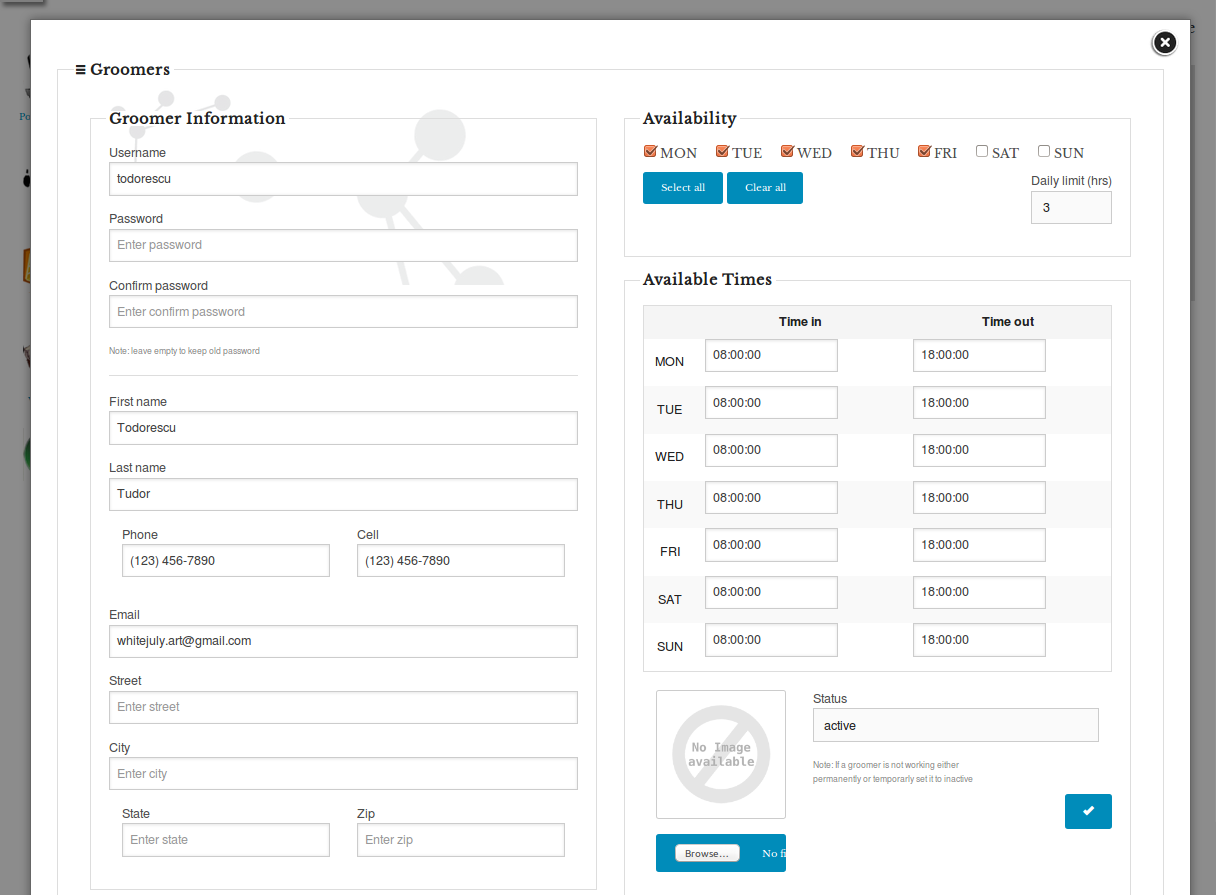 Groomers
Groomer Information
Username
todorescu
Password
Enter password
Confirm password
Enter confirm password
Note: leave empty to keep old password
First name
Todorescu
Last name
Tudor
Phone Cell
(123) 456-7890 (123) 456-7890
Email
whitejuly.art@gmail.com
Street
Enter street
City
Enter city
State Zip
Enter state Enter zip
Availability
MON TUE WED THU FRI SAT SUN
Select all Clear all
Daily limit (hrs)
3
Available Times
Time in Time out
MON 08:00:00 18:00:00
TUE 08:00:00 18:00:00
WED 08:00:00 18:00:00
THU 08:00:00 18:00:00
FRI 08:00:00 18:00:00
SAT 08:00:00 18:00:00
SUN 08:00:00 18:00:00
No Image
available
Status
active
Note: If a groomer is not working either
permanently or temporarly set it to inactive
Browse... No fi